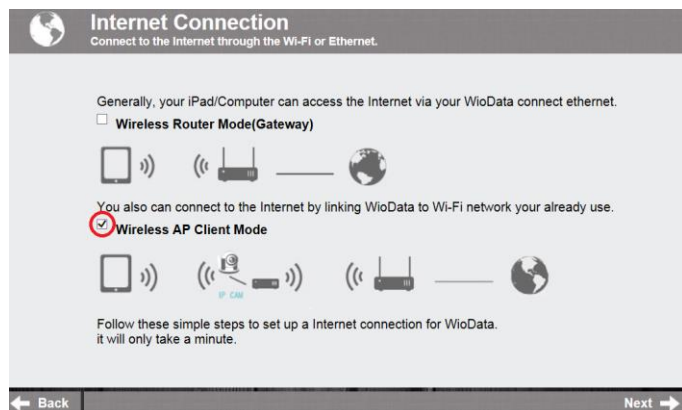 Internet Connection
Connect to the Internet through the Wi-Fi or Ethernet.
Generally, your iPad/Computer can access the Internet via your WioData connect ethernet.
Wireless Router Mode(Gateway)
You also can connect to the Internet by linking WioData to Wi-Fi network your already use.
Wireless AP Client Mode
IP CAM
Follow these simple steps to set up a Internet connection for WioData.
it will only take a minute.
Back
Next